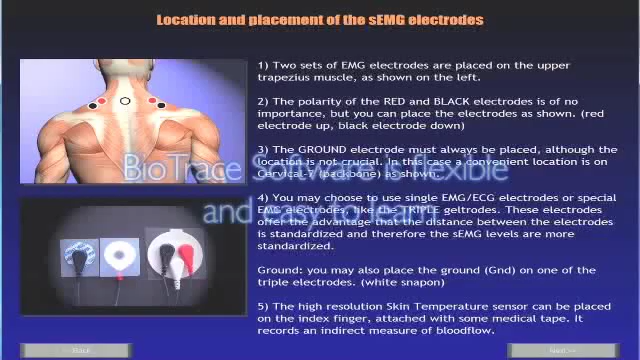 Location and placement of the sEMG electrodes
1) Two sets of EMG electrodes are placed on the upper
trapezius muscle, as shown on the left.
2) The polarity of the RED and BLACK electrodes is of no
importance, but you can place the electrodes as shown. (red
electrode up, black electrode down)
3) The GROUND electrode must always be placed, although the
location is not crucial. In this case a convenient location is on
Cervical-7 (backbone) as shown.
BioTrace Software is flexible
and easy to learn
4) You may choose to use single EMG/ECG electrodes or special
EMG electrodes, like the TRIPLE geltrodes. These electrodes
offer the advantage that the distance between the electrodes
is standardized and therefore the sEMG levels are more
standardized.
Ground: you may also place the ground (Gnd) on one of the
triple electrodes. (white snapon)
5) The high resolution Skin Temperature sensor can be placed
on the index finger, attached with some medical tape. It
records an indirect measure of bloodflow.
Back
Next >>